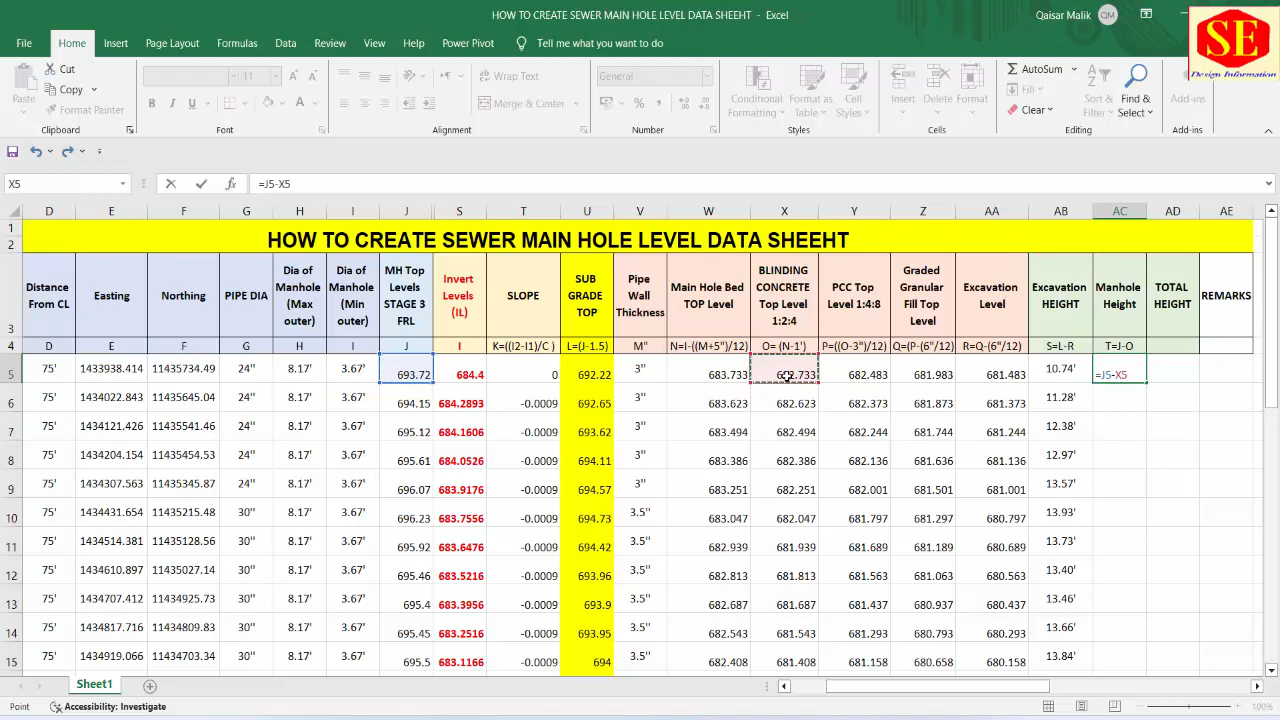 HOW TO CREATE SEWER MAIN HOLE LEVEL DATA SHEEHT - Excel
Qaisar Malik QM
SE
Design Information
File Home Insert Page Layout Formulas Data Review View Help Power Pivot Tell me what you want to do
Paste Cut Copy Format Painter
11 A A
B I U A
Wrap Text
Merge & Center
General
%
Conditional Formatting
Format as Table
Cell Styles
Insert Delete Format
AutoSum Fill Clear
Sort & Filter
Find & Select
Add-ins
Clipboard Font Alignment Number Styles Cells Editing Add-ins
X5 fx =J5-X5
D E F G H I J S T U V W X Y Z AA AB AC AD AE
1
2 HOW TO CREATE SEWER MAIN HOLE LEVEL DATA SHEEHT
3 Distance From CL Easting Northing PIPE DIA Dia of Manhole (Max outer) Dia of Manhole (Min outer) MH Top Levels STAGE 3 FRL Invert Levels (IL) SLOPE SUB GRADE TOP Pipe Wall Thickness Main Hole Bed TOP Level BLINDING CONCRETE Top Level 1:2:4 PCC Top Level 1:4:8 Graded Granular Fill Top Level Excavation Level Excavation HEIGHT Manhole Height TOTAL HEIGHT REMARKS
4 D E F G H I J I K=((I2-I1)/C ) L=(J-1.5) M" N=I-((M+5")/12) O= (N-1') P=((O-3")/12) Q=(P-(6"/12) R=Q-(6"/12) S=L-R T=J-O
5 75' 1433938.414 11435734.49 24" 8.17' 3.67' 693.72 684.4 0 692.22 3" 683.733 682.733 682.483 681.983 681.483 10.74' =J5-X5
6 75' 1434022.843 11435645.04 24" 8.17' 3.67' 694.15 684.2893 -0.0009 692.65 3" 683.623 682.623 682.373 681.873 681.373 11.28'
7 75' 1434121.426 11435541.46 24" 8.17' 3.67' 695.12 684.1606 -0.0009 693.62 3" 683.494 682.494 682.244 681.744 681.244 12.38'
8 75' 1434204.154 11435454.53 24" 8.17' 3.67' 695.61 684.0526 -0.0009 694.11 3" 683.386 682.386 682.136 681.636 681.136 12.97'
9 75' 1434307.563 11435345.87 24" 8.17' 3.67' 696.07 683.9176 -0.0009 694.57 3" 683.251 682.251 682.001 681.501 681.001 13.57'
10 75' 1434431.654 11435215.48 30" 8.17' 3.67' 696.23 683.7556 -0.0009 694.73 3.5" 683.047 682.047 681.797 681.297 680.797 13.93'
11 75' 1434514.381 11435128.56 30" 8.17' 3.67' 695.92 683.6476 -0.0009 694.42 3.5" 682.939 681.939 681.689 681.189 680.689 13.73'
12 75' 1434610.897 11435027.14 30" 8.17' 3.67' 695.46 683.5216 -0.0009 693.96 3.5" 682.813 681.813 681.563 681.063 680.563 13.40'
13 75' 1434707.412 11434925.73 30" 8.17' 3.67' 695.4 683.3956 -0.0009 693.9 3.5" 682.687 681.687 681.437 680.937 680.437 13.46'
14 75' 1434817.716 11434809.83 30" 8.17' 3.67' 695.45 683.2516 -0.0009 693.95 3.5" 682.543 681.543 681.293 680.793 680.293 13.66'
15 75' 1434919.066 11434703.34 30" 8.17' 3.67' 695.5 683.1166 -0.0009 694 3.5" 682.408 681.408 681.158 680.658 680.158 13.84'
Sheet1
Point Accessibility: Investigate 100%